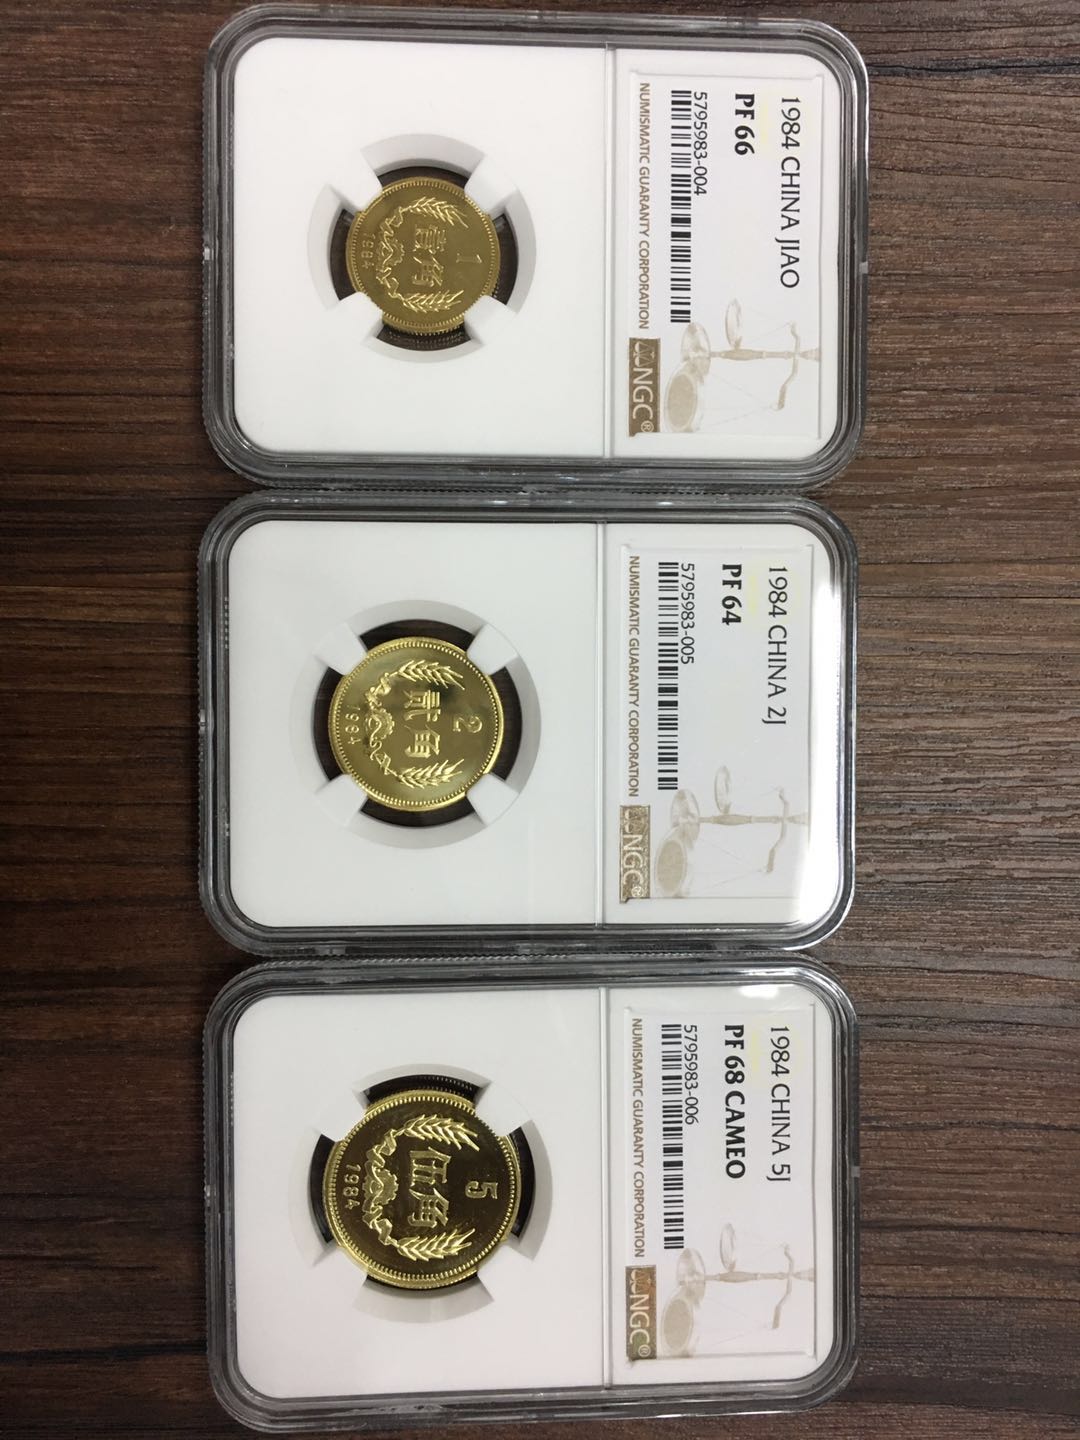 1984 CHINA JIAO
PF 66
5795983-004
NUMISMATIC GUARANTY CORPORATION
NGC®
1
壹角
1984
1984 CHINA 2J
PF 64
5795983-005
NUMISMATIC GUARANTY CORPORATION
NGC®
2
贰角
1984
1984 CHINA 5J
PF 68 CAMEO
5795983-006
NUMISMATIC GUARANTY CORPORATION
NGC®
5
伍角
1984